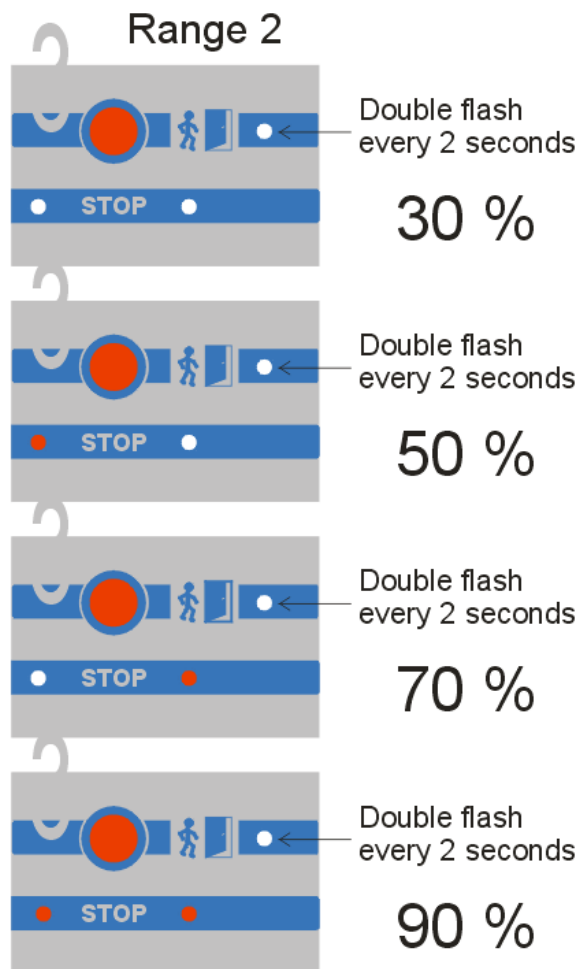 Range 2
Double flash
every 2 seconds
STOP
30 %
Double flash
every 2 seconds
STOP
50 %
Double flash
every 2 seconds
STOP
70 %
Double flash
every 2 seconds
STOP
90 %